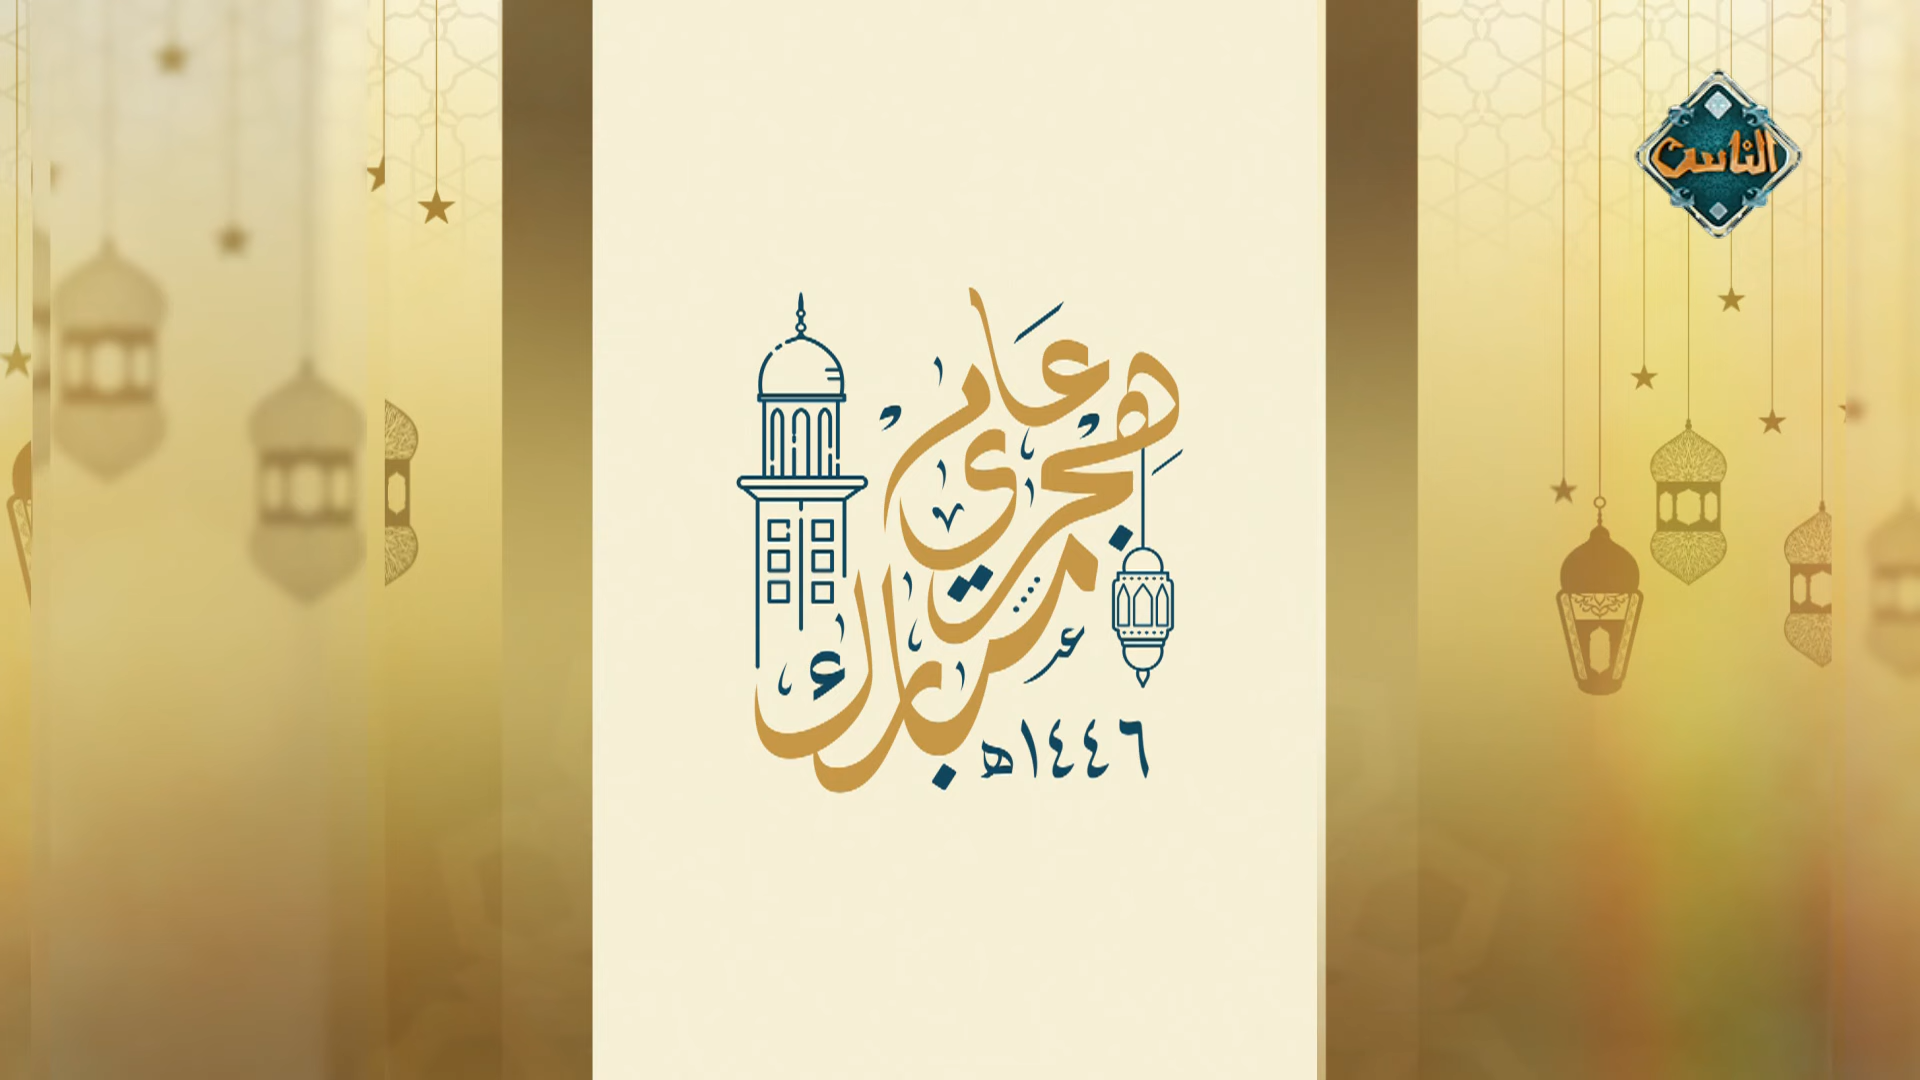 الناس
عام
هجري
مبارك
١٤٤٦هـ